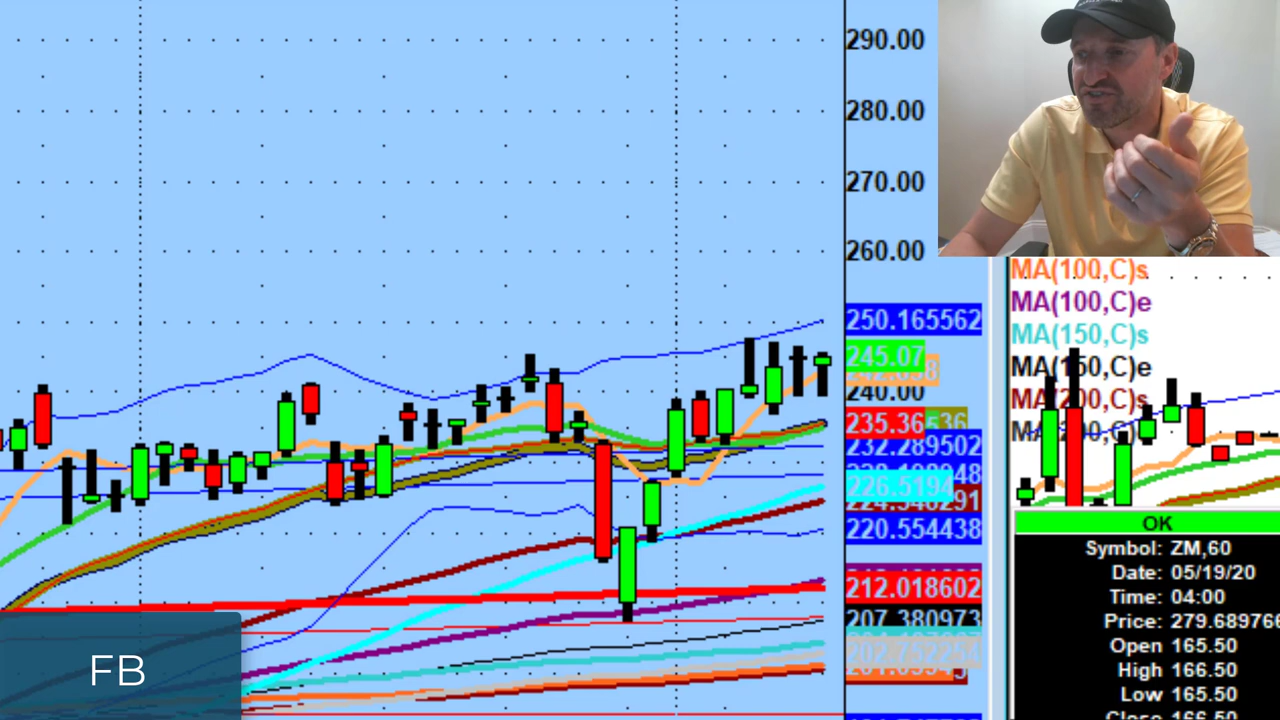 290.00
280.00
270.00
260.00
250.165562
245.07
240.00
235.36
232.289502
226.5194
220.554438
212.018602
207.380973
FB
MA(100,C)s
MA(100,C)e
MA(150,C)s
MA(150,C)e
MA(200,C)s
OK
Symbol: ZM,60
Date: 05/19/20
Time: 04:00
Price: 279.689766
Open 165.50
High 166.50
Low 165.50
Close 166.50